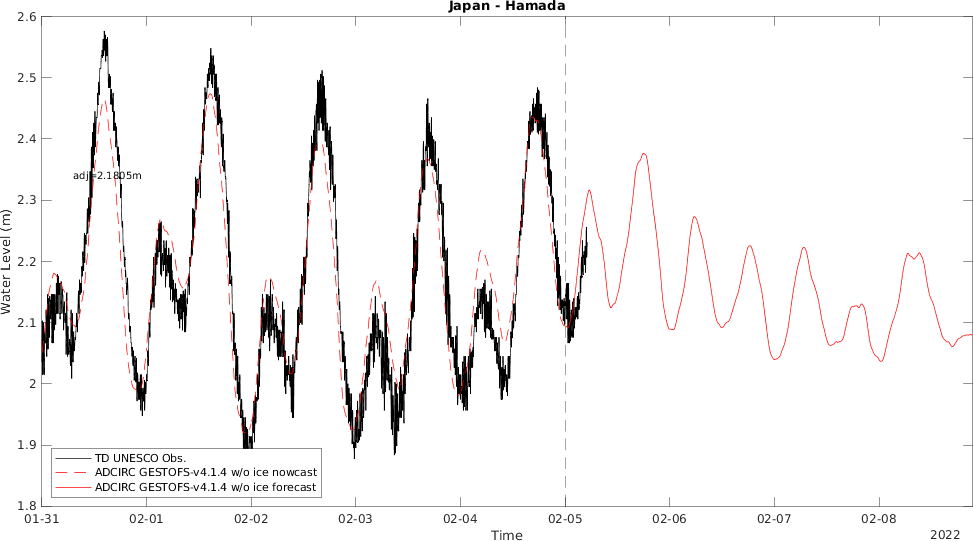 Japan - Hamada
2.6
2.5
2.4
2.3
2.2
2.1
2
1.9
1.8
Water Level (m)
adj=2.1805m
TD UNESCO Obs.
ADCIRC GESTOFS-v4.1.4 w/o ice nowcast
ADCIRC GESTOFS-v4.1.4 w/o ice forecast
01-31 02-01 02-02 02-03 02-04 02-05 02-06 02-07 02-08
Time
2022